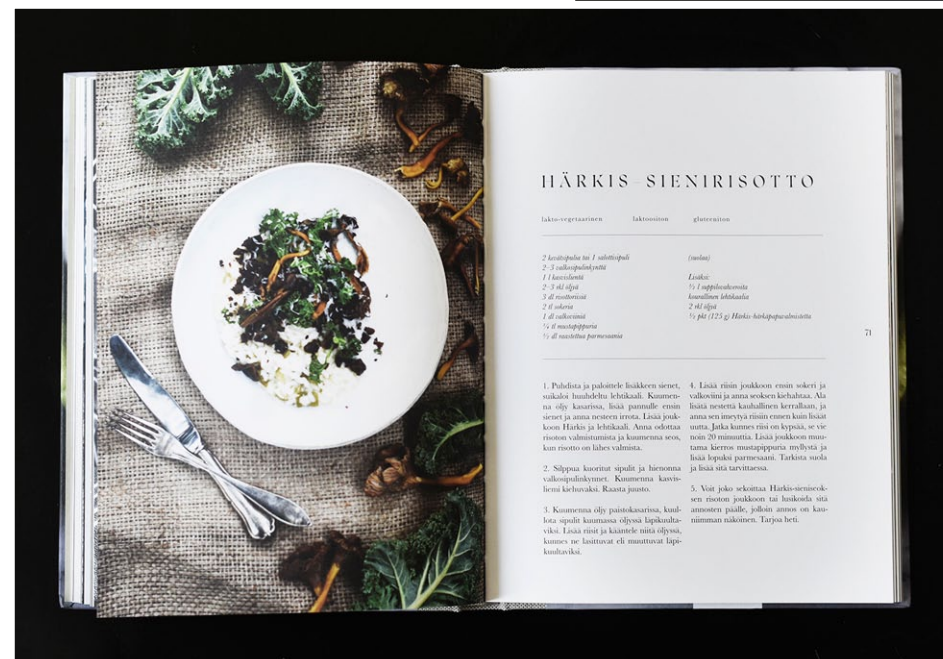 HÄRKIS-SIENIRISOTTO
lakto-vegetaarinen laktoositon gluteeniton
2 kevätsipulia tai 1 salottisipuli
2–3 valkosipulinkynttä
1 l kasvislientä
2–3 rkl öljyä
3 dl risottoriisiä
2 tl sokeria
1 dl valkoviiniä
¼ tl mustapippuria
½ dl raastettua parmesaania
(suolaa)
Lisäksi:
½ l suppilovahveroita
kourallinen lehtikaalia
2 rkl öljyä
½ pkt (125 g) Härkis-härkäpapuvalmistetta
71
1. Puhdista ja paloittele lisäkkeen sienet,
suikaloi huuhdeltu lehtikaali. Kuumen-
na öljy kasarissa, lisää pannulle ensin
sienet ja anna nesteen irrota. Lisää jouk-
koon Härkis ja lehtikaali. Anna odottaa
risoton valmistumista ja kuumenna seos,
kun risotto on lähes valmista.
2. Silppua kuoritut sipulit ja hienonna
valkosipulinkynnet. Kuumenna kasvis-
liemi kiehuvaksi. Raasta juusto.
3. Kuumenna öljy paistokasarissa, kuul-
lota sipulit kuumassa öljyssä läpikuulta-
viksi. Lisää riisit ja kääntele niitä öljyssä,
kunnes ne lasittuvat eli muuttuvat läpi-
kuultaviksi.
4. Lisää riisin joukkoon ensin sokeri ja
valkoviini ja anna seoksen kiehahtaa. Ala
lisätä nestettä kauhallinen kerrallaan, ja
anna sen imeytyä riisiin ennen kuin lisäät
uutta. Jatka kunnes riisi on kypsää, se vie
noin 20 minuuttia. Lisää joukkoon muu-
tama kierros mustapippuria myllystä ja
lisää lopuksi parmesaani. Tarkista suola
ja lisää sitä tarvittaessa.
5. Voit joko sekoittaa Härkis-sieniseok-
sen risoton joukkoon tai lusikoida sitä
annosten päälle, jolloin annos on kau-
niimman näköinen. Tarjoa heti.